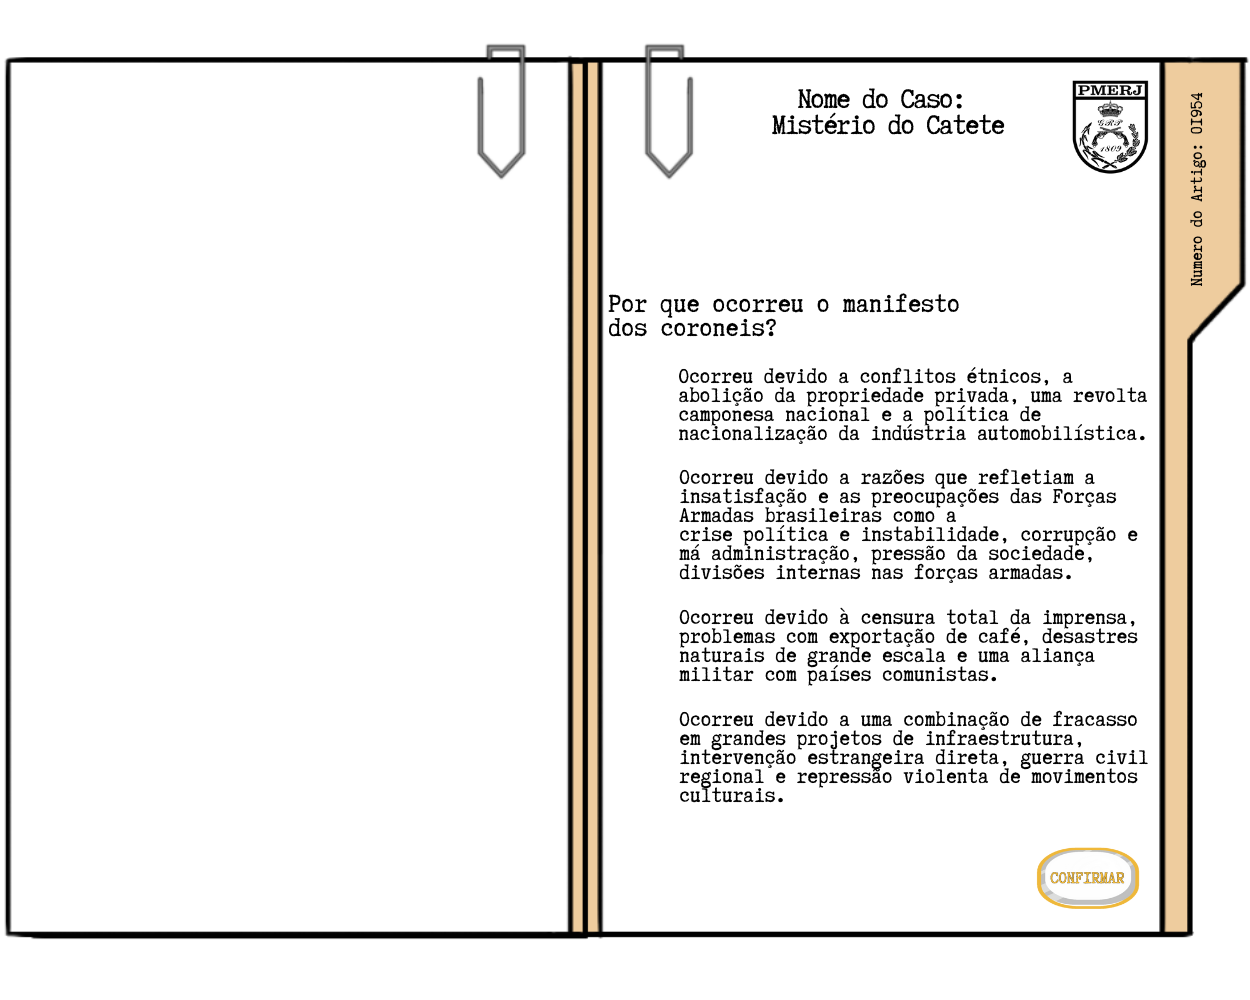 Nome do Caso:
Mistério do Catete
PMERJ
GRP
1809
Numero do Artigo: 01954
Por que ocorreu o manifesto
dos coroneis?
Ocorreu devido a conflitos étnicos, a
abolição da propriedade privada, uma revolta
camponesa nacional e a política de
nacionalização da indústria automobilística.
Ocorreu devido a razões que refletiam a
insatisfação e as preocupações das Forças
Armadas brasileiras como a
crise política e instabilidade, corrupção e
má administração, pressão da sociedade,
divisões internas nas forças armadas.
Ocorreu devido à censura total da imprensa,
problemas com exportação de café, desastres
naturais de grande escala e uma aliança
militar com países comunistas.
Ocorreu devido a uma combinação de fracasso
em grandes projetos de infraestrutura,
intervenção estrangeira direta, guerra civil
regional e repressão violenta de movimentos
culturais.
CONFIRMAR